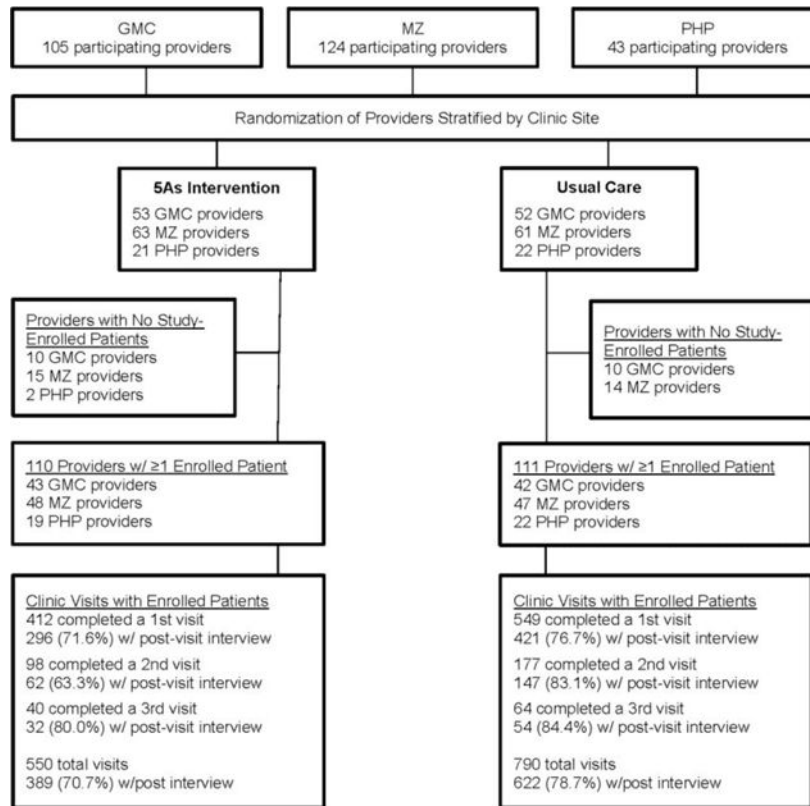 GMC
105 participating providers
MZ
124 participating providers
PHP
43 participating providers
Randomization of Providers Stratified by Clinic Site
5As Intervention
53 GMC providers
63 MZ providers
21 PHP providers
Usual Care
52 GMC providers
61 MZ providers
22 PHP providers
Providers with No Study-
Enrolled Patients
10 GMC providers
15 MZ providers
2 PHP providers
Providers with No Study-
Enrolled Patients
10 GMC providers
14 MZ providers
110 Providers w/ ≥1 Enrolled Patient
43 GMC providers
48 MZ providers
19 PHP providers
111 Providers w/ ≥1 Enrolled Patient
42 GMC providers
47 MZ providers
22 PHP providers
Clinic Visits with Enrolled Patients
412 completed a 1st visit
296 (71.6%) w/ post-visit interview
98 completed a 2nd visit
62 (63.3%) w/ post-visit interview
40 completed a 3rd visit
32 (80.0%) w/ post-visit interview
550 total visits
389 (70.7%) w/post interview
Clinic Visits with Enrolled Patients
549 completed a 1st visit
421 (76.7%) w/ post-visit interview
177 completed a 2nd visit
147 (83.1%) w/ post-visit interview
64 completed a 3rd visit
54 (84.4%) w/ post-visit interview
790 total visits
622 (78.7%) w/post interview